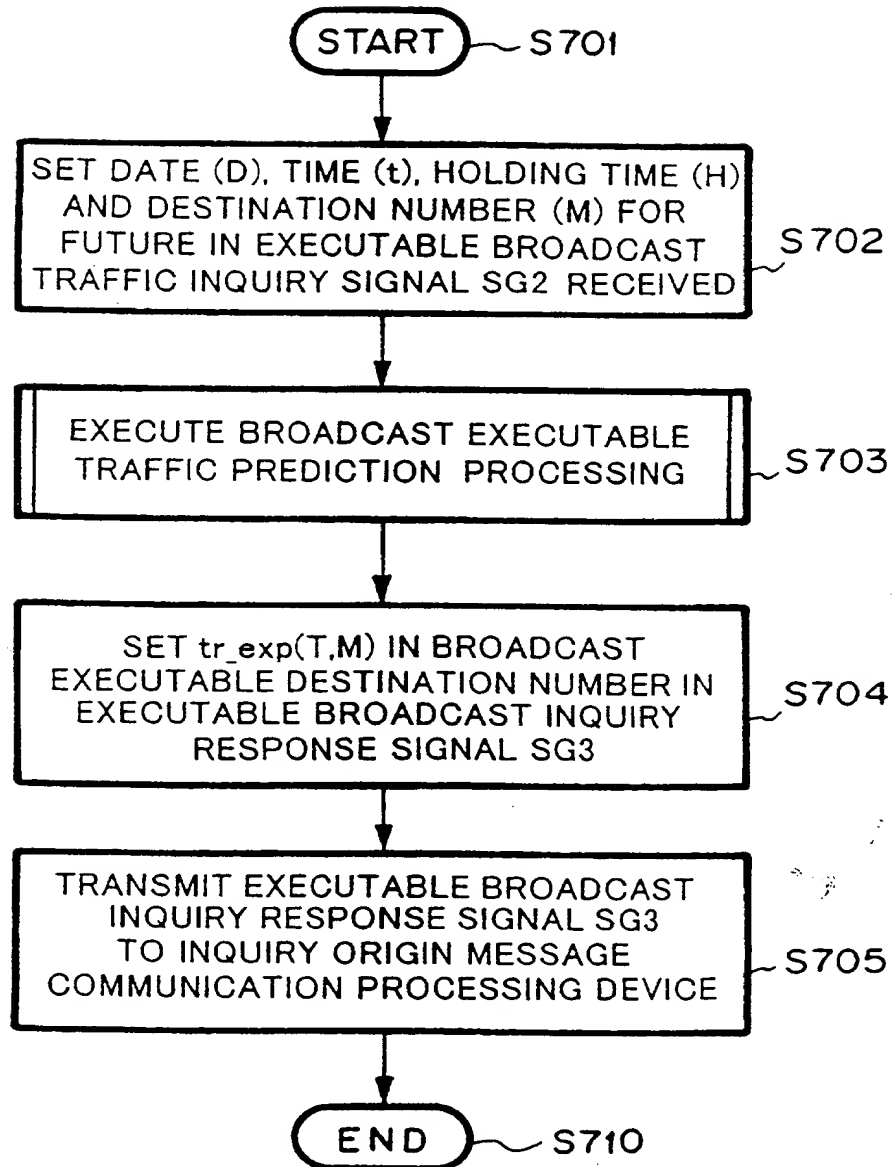 START
S701
SET DATE (D), TIME (t), HOLDING TIME (H)
AND DESTINATION NUMBER (M) FOR
FUTURE IN EXECUTABLE BROADCAST
TRAFFIC INQUIRY SIGNAL SG2 RECEIVED
S702
EXECUTE BROADCAST EXECUTABLE
TRAFFIC PREDICTION PROCESSING
S703
SET tr_exp(T,M) IN BROADCAST
EXECUTABLE DESTINATION NUMBER IN
EXECUTABLE BROADCAST INQUIRY
RESPONSE SIGNAL SG3
S704
TRANSMIT EXECUTABLE BROADCAST
INQUIRY RESPONSE SIGNAL SG3
TO INQUIRY ORIGIN MESSAGE
COMMUNICATION PROCESSING DEVICE
S705
END
S710